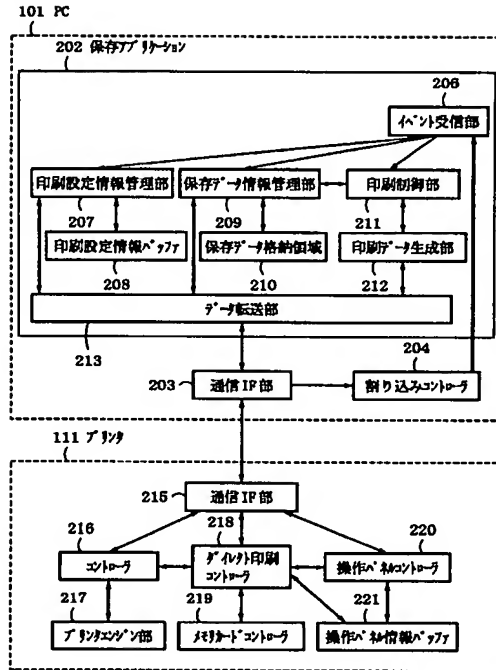 101 PC
202 保存アプリケーション
206
イベント受信部
印刷設定情報管理部
保存データ情報管理部
印刷制御部
207
209
211
印刷設定情報バッファ
保存データ格納領域
印刷データ生成部
208
210
212
データ転送部
213
204
203
通信IF部
割り込みコントローラ
111 プリンタ
215
通信IF部
216
218
220
コントローラ
ダイレクト印刷
コントローラ
操作パネルコントローラ
217
219
221
プリンタエンジン部
メモリカードコントローラ
操作パネル情報バッファ